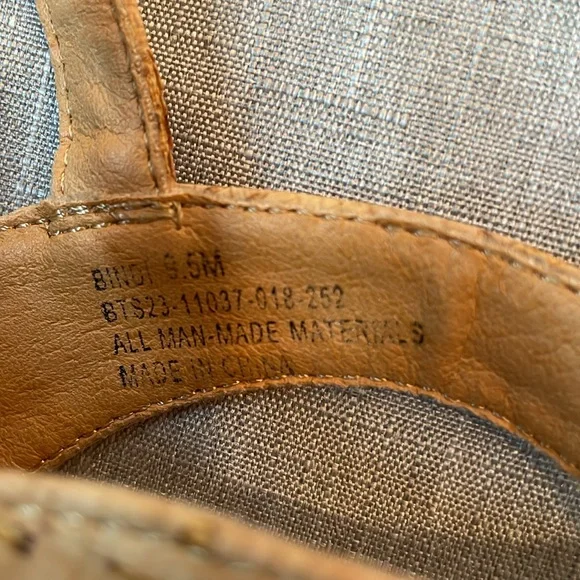 BINDI 9.5M
BTS23-11037-018-252
ALL MAN-MADE MATERIALS
MADE IN CHINA